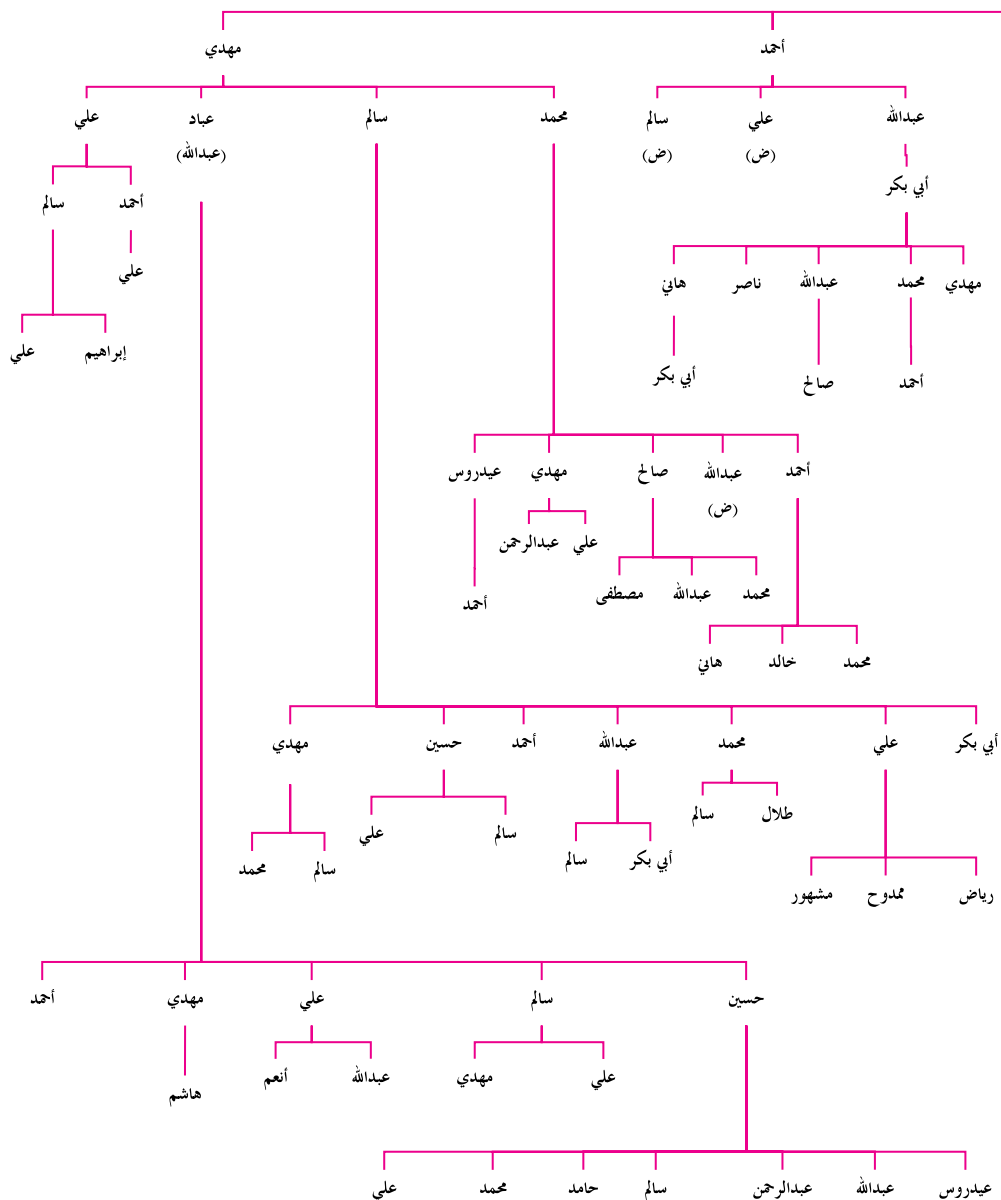 أحمد مهدي
عبدالله علي سالم محمد سالم عباد علي
(ض) (ض) (عبدالله)
أبي بكر أحمد سالم
مهدي محمد عبدالله ناصر هاني علي
أحمد صالح أبي بكر إبراهيم علي
أحمد عبدالله صالح مهدي عيدروس
(ض)
علي عبدالرحمن
محمد عبدالله مصطفى أحمد
محمد خالد هاني
أبي بكر علي محمد عبدالله أحمد حسين مهدي
طلال سالم
سالم علي
أبي بكر سالم سالم محمد
رياض ممدوح مشهور
حسين سالم علي مهدي أحمد
علي مهدي عبدالله أنعم
هاشم
عيدروس عبدالله عبدالرحمن سالم حامد محمد علي